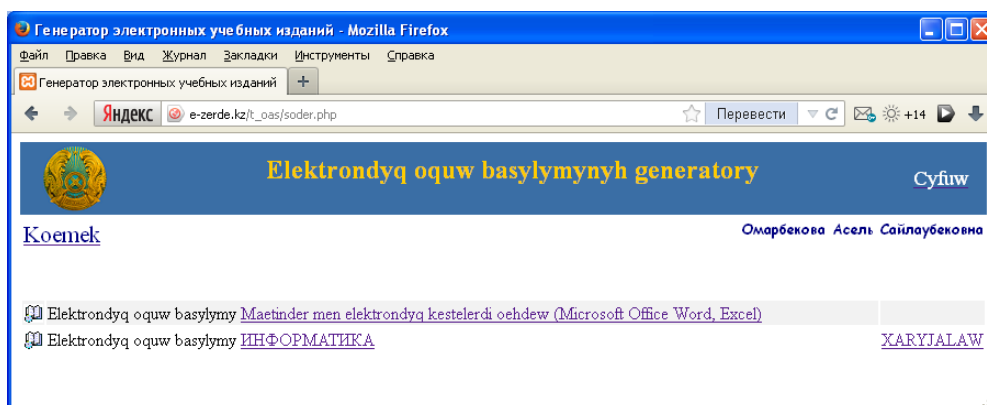 Генератор электронных учебных изданий - Mozilla Firefox
Файл Правка Вид Журнал Закладки Инструменты Справка
Генератор электронных учебных изданий +
Яндекс e-zerde.kz/t_oas/soder.php Перевести +14
Elektrondyq oquw basylymynyh generatory
Cyfuw
Koemek Омарбекова Асель Сайлаубековна
Elektrondyq oquw basylymy Maetinder men elektrondyq kestelerdi oehdew (Microsoft Office Word, Excel)
Elektrondyq oquw basylymy ИНФОРМАТИКА XARYJALAW